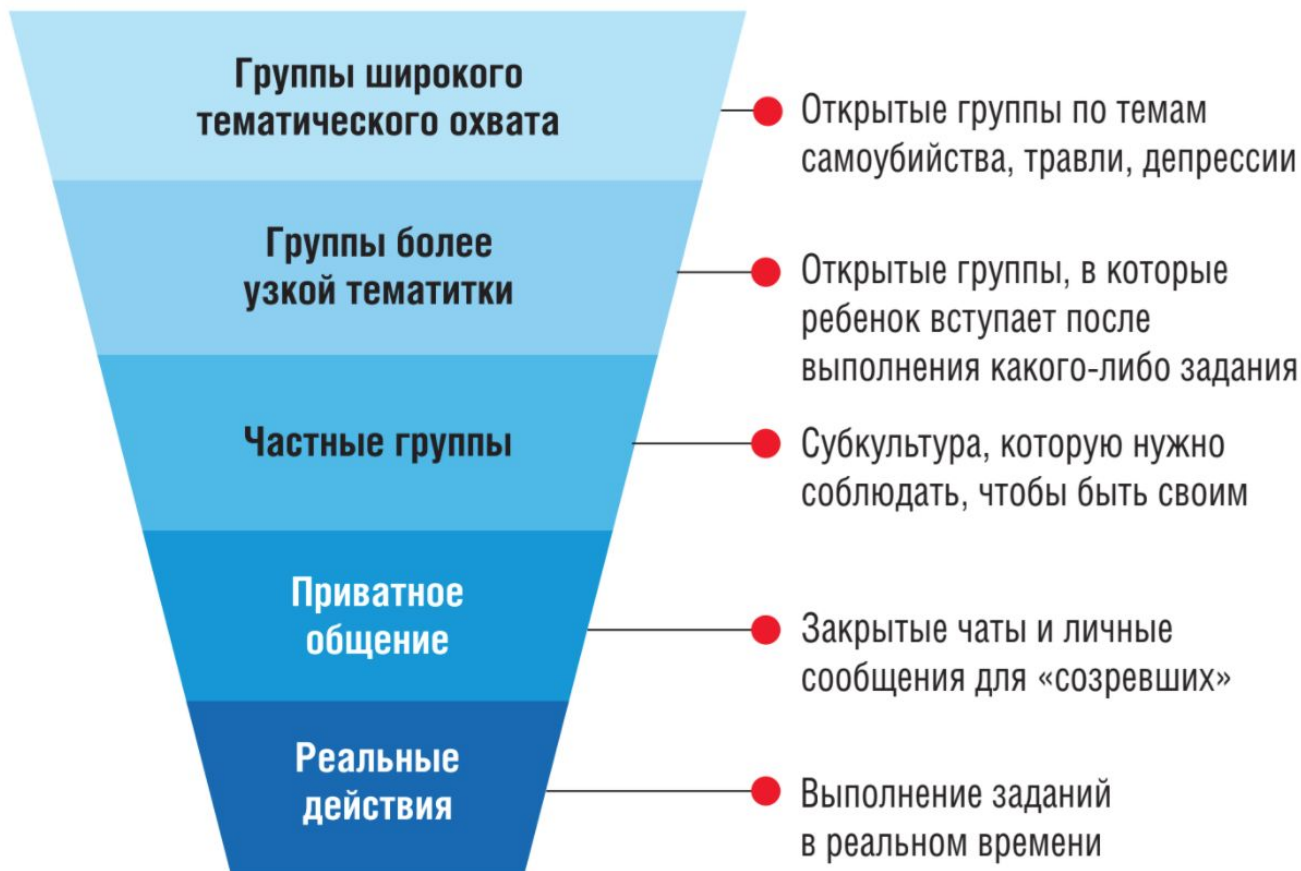 Группы широкого
тематического охвата
Открытые группы по темам
самоубийства, травли, депрессии
Группы более
узкой тематитки
Открытые группы, в которые
ребенок вступает после
выполнения какого-либо задания
Частные группы
Субкультура, которую нужно
соблюдать, чтобы быть своим
Приватное
общение
Закрытые чаты и личные
сообщения для «созревших»
Реальные
действия
Выполнение заданий
в реальном времени